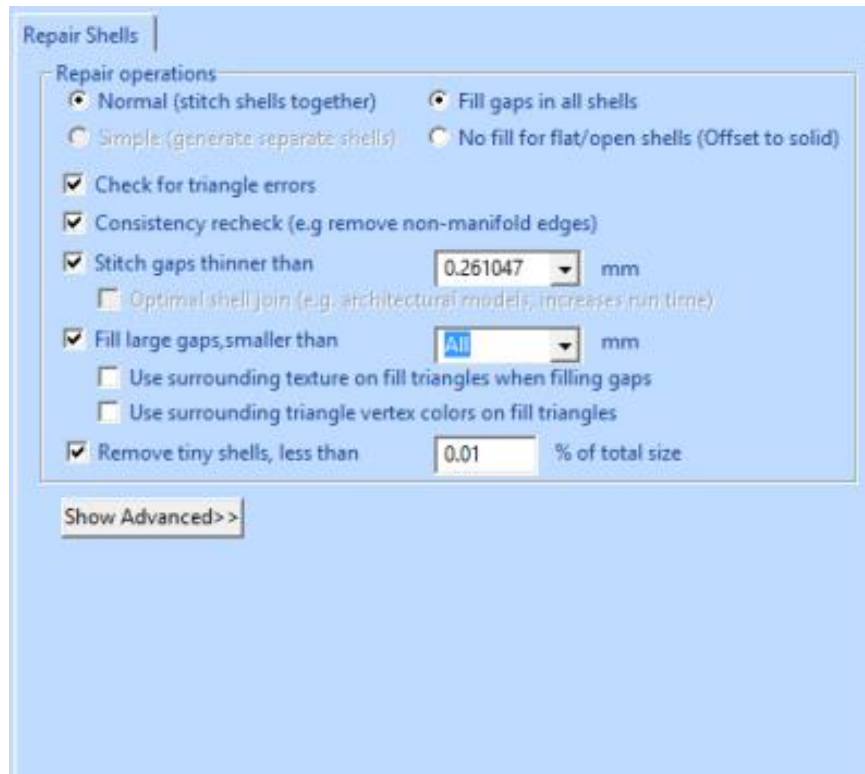 Repair Shells
Repair operations
Normal (stitch shells together) Fill gaps in all shells
Simple (generate separate shells) No fill for flat/open shells (Offset to solid)
Check for triangle errors
Consistency recheck (e.g remove non-manifold edges)
Stitch gaps thinner than 0.261047 mm
Optimal shell join (e.g. architectural models, increases run time)
Fill large gaps,smaller than All mm
Use surrounding texture on fill triangles when filling gaps
Use surrounding triangle vertex colors on fill triangles
Remove tiny shells, less than 0.01 % of total size
Show Advanced>>